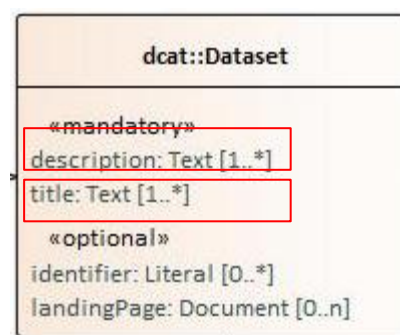 dcat::Dataset
«mandatory»
description: Text [1..*]
title: Text [1..*]
«optional»
identifier: Literal [0..*]
landingPage: Document [0..n]